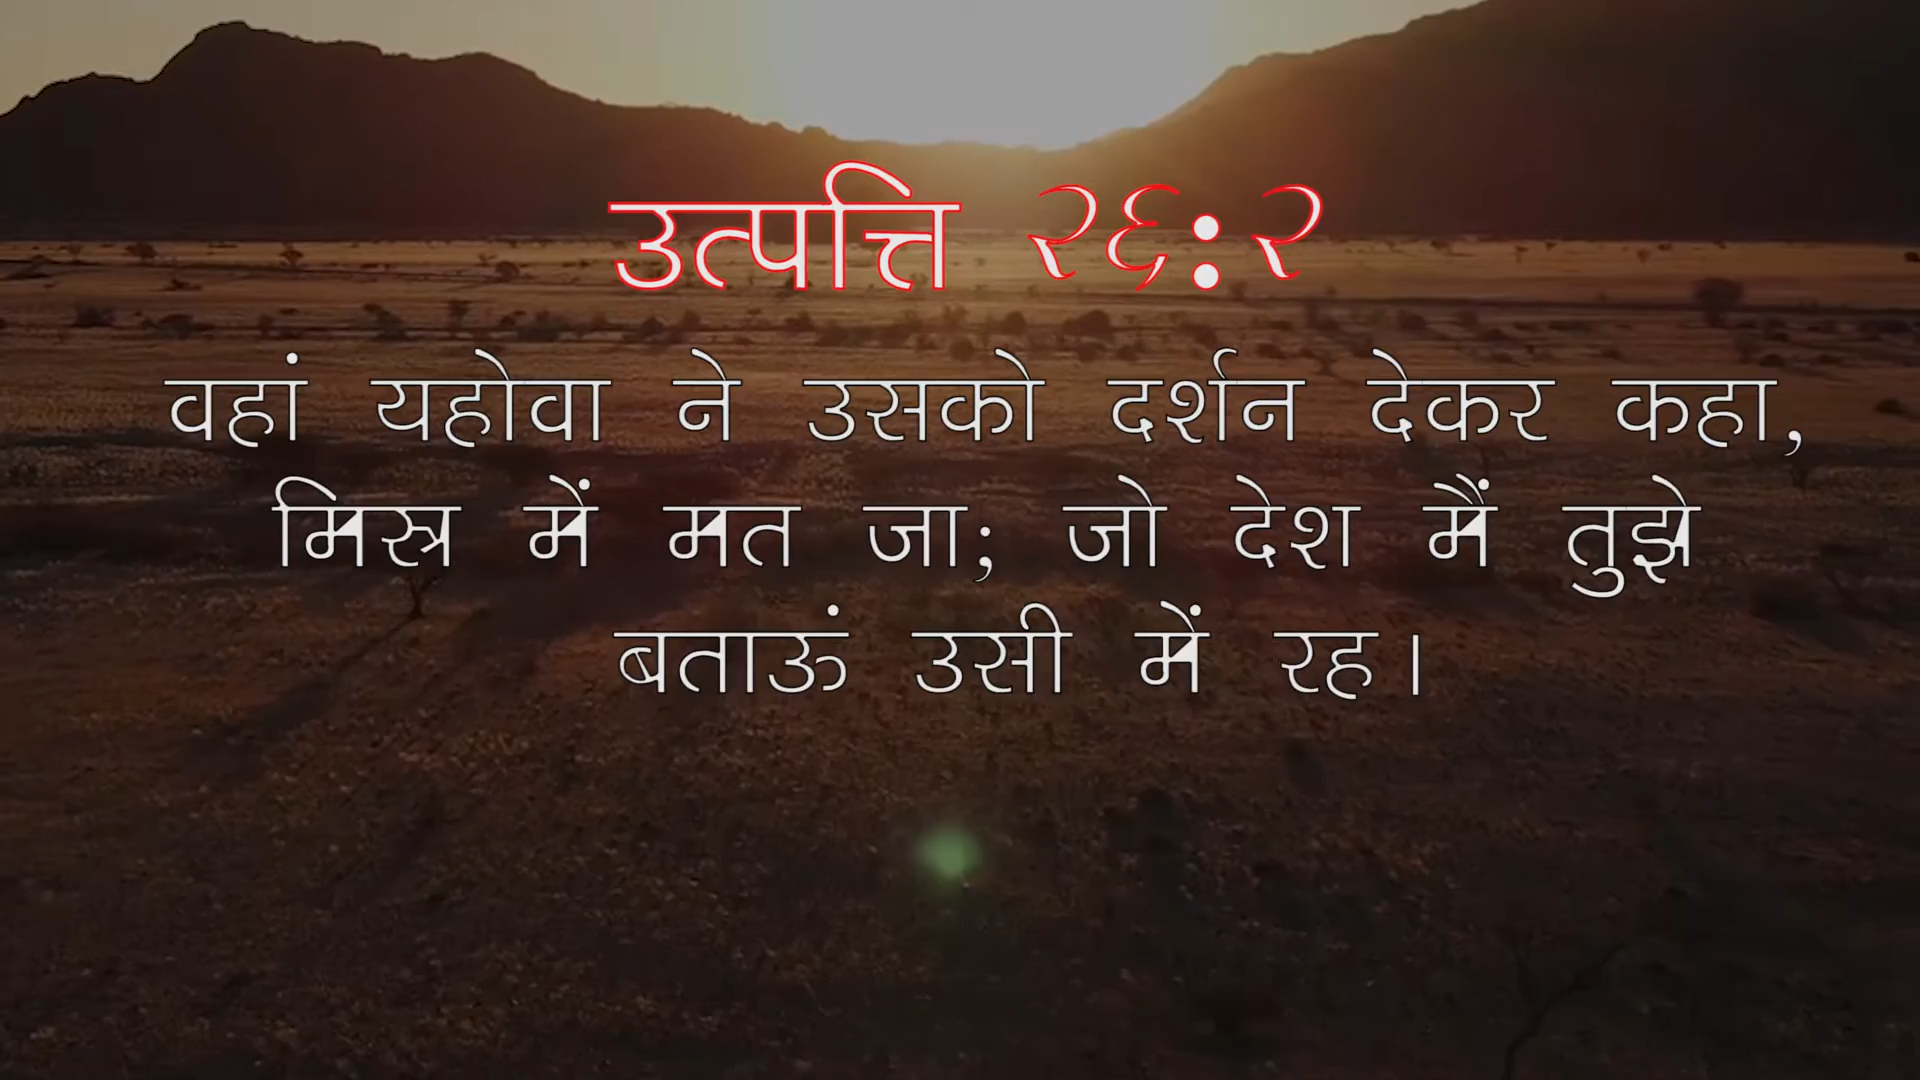 उत्पत्ति २६:२
वहां यहोवा ने उसको दर्शन देकर कहा,
मिस्त्र में मत जा; जो देश मैं तुझे
बताऊं उसी में रह।